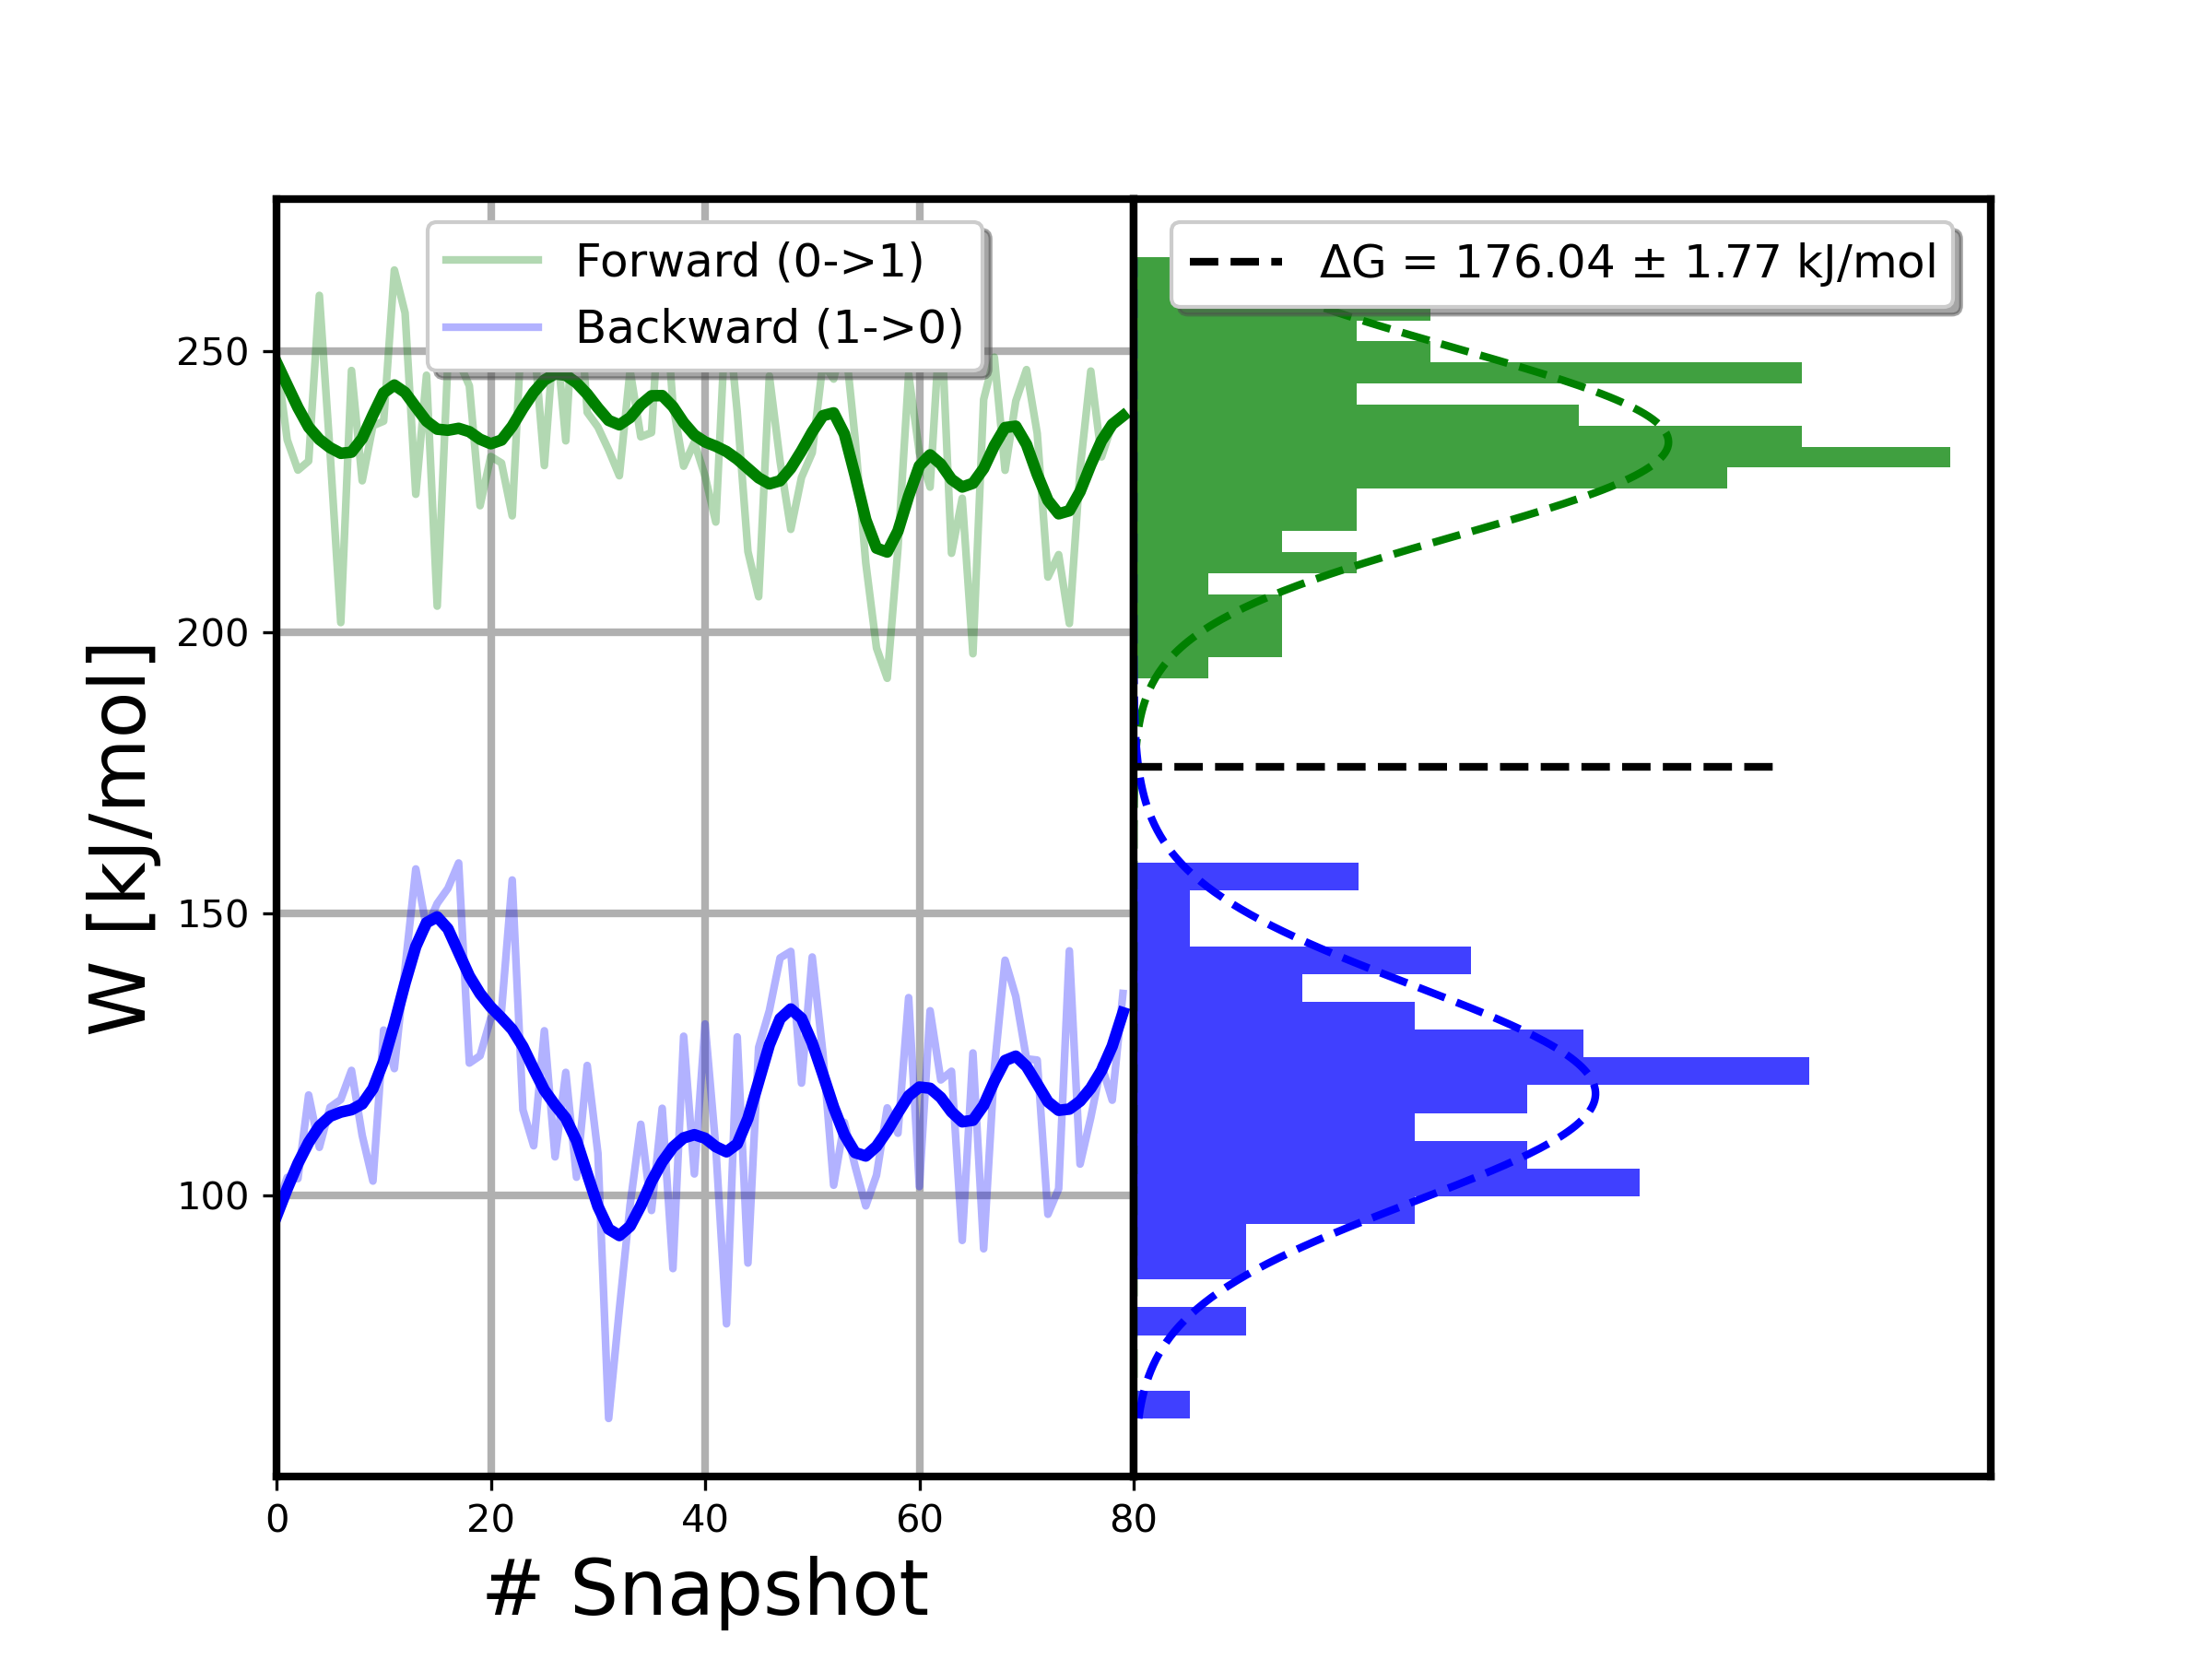 Forward (0->1)
Backward (1->0)
ΔG = 176.04 ± 1.77 kJ/mol
250
200
150
100
W [kJ/mol]
0 20 40 60 80
# Snapshot